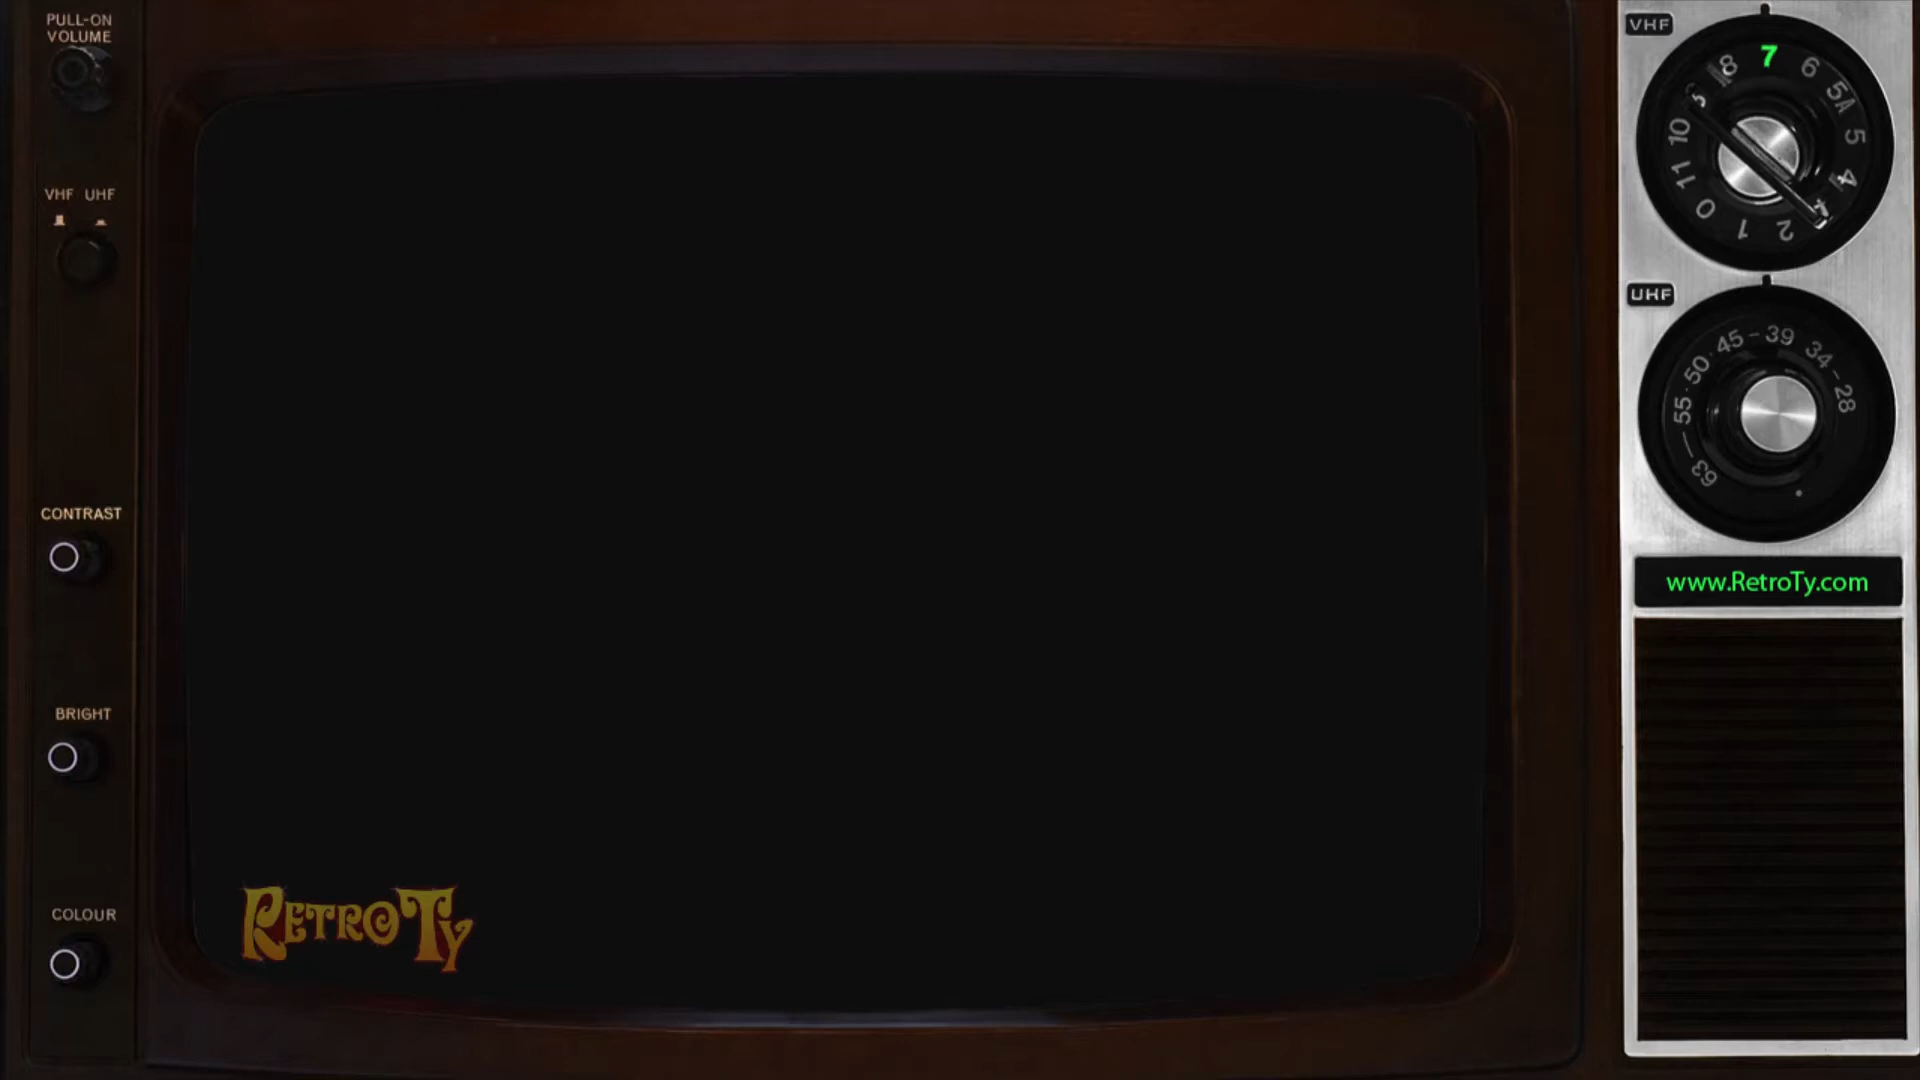 PULL-ON
VOLUME
VHF UHF
CONTRAST
BRIGHT
COLOUR
RetroTy
VHF
7
6
5A
5
4
2
1
0
11
10
8
UHF
63 — 55 · 50 · 45 - 39 34 - 28
www.RetroTy.com